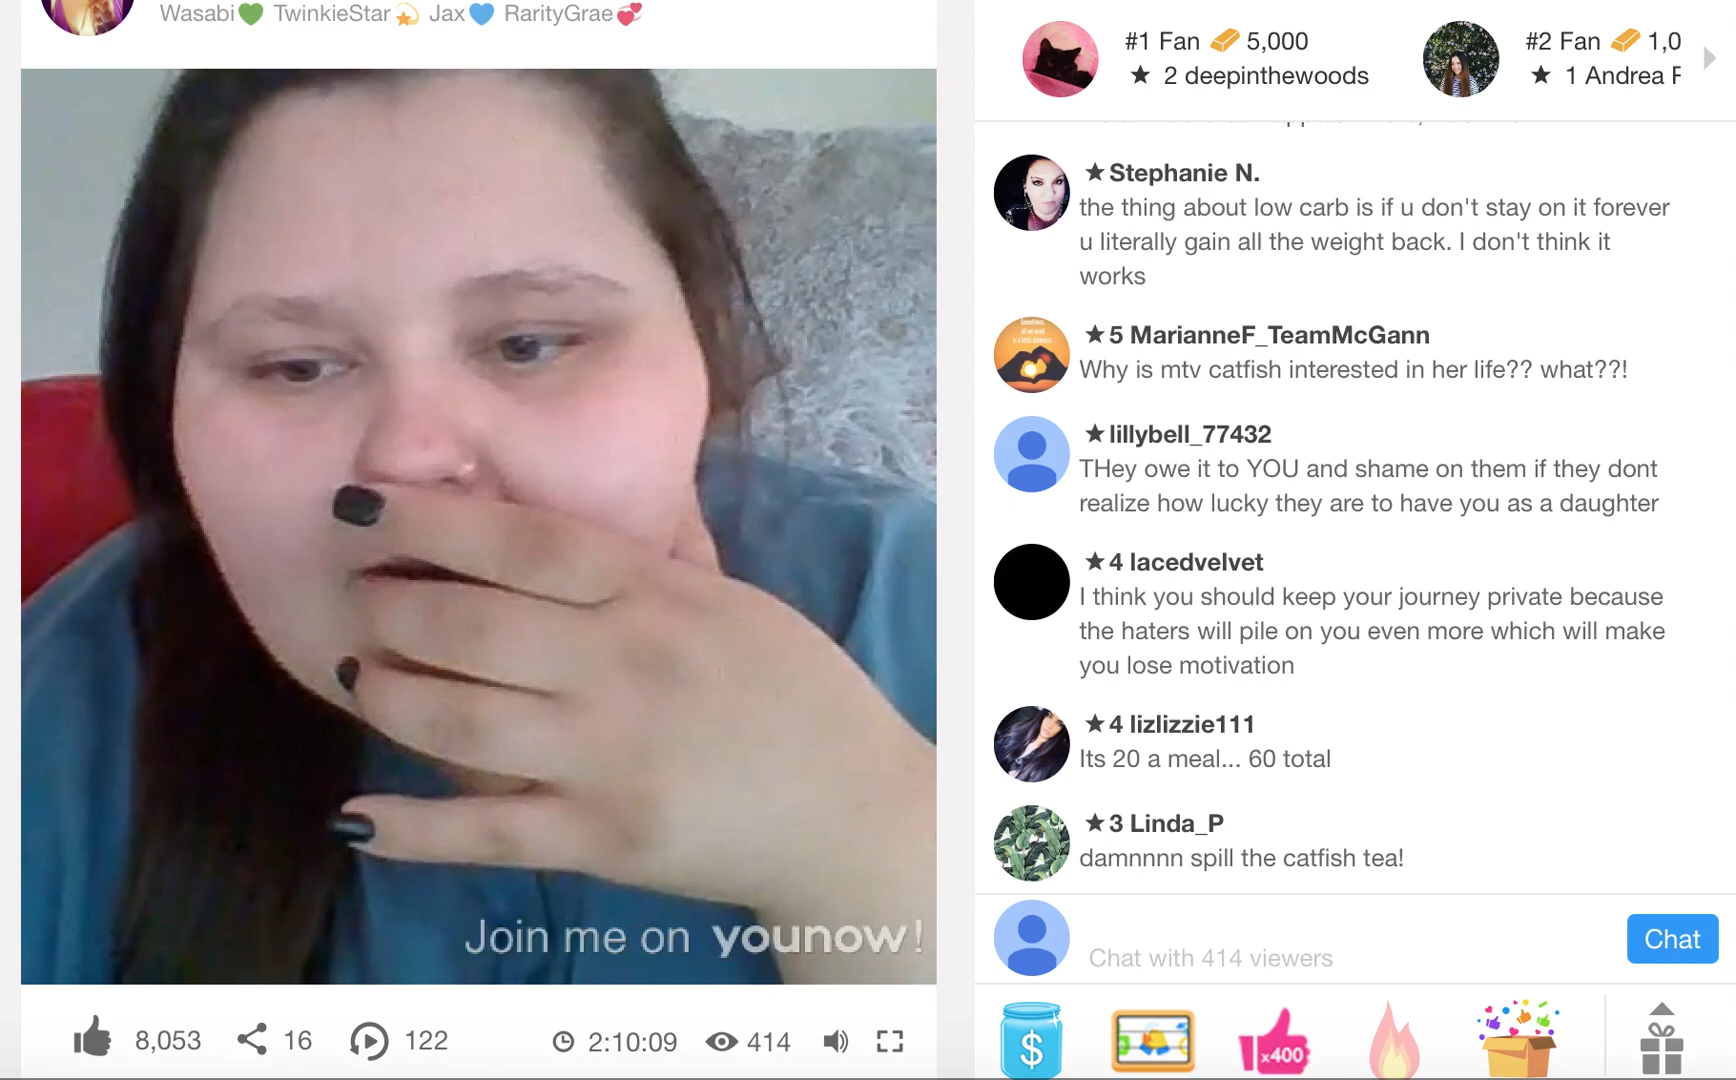 Wasabi💚 TwinkieStar💫 Jax💙 RarityGrae💞
Join me on younow!
8,053
16
122
2:10:09
414
#1 Fan 5,000
★ 2 deepinthewoods
#2 Fan 1,0
★ 1 Andrea F
★ Stephanie N.
the thing about low carb is if u don't stay on it forever
u literally gain all the weight back. I don't think it
works
★ 5 MarianneF_TeamMcGann
Why is mtv catfish interested in her life?? what??!
★ lillybell_77432
THey owe it to YOU and shame on them if they dont
realize how lucky they are to have you as a daughter
★ 4 lacedvelvet
I think you should keep your journey private because
the haters will pile on you even more which will make
you lose motivation
★ 4 lizlizzie111
Its 20 a meal... 60 total
★ 3 Linda_P
damnnnn spill the catfish tea!
Chat with 414 viewers
Chat
$
x400